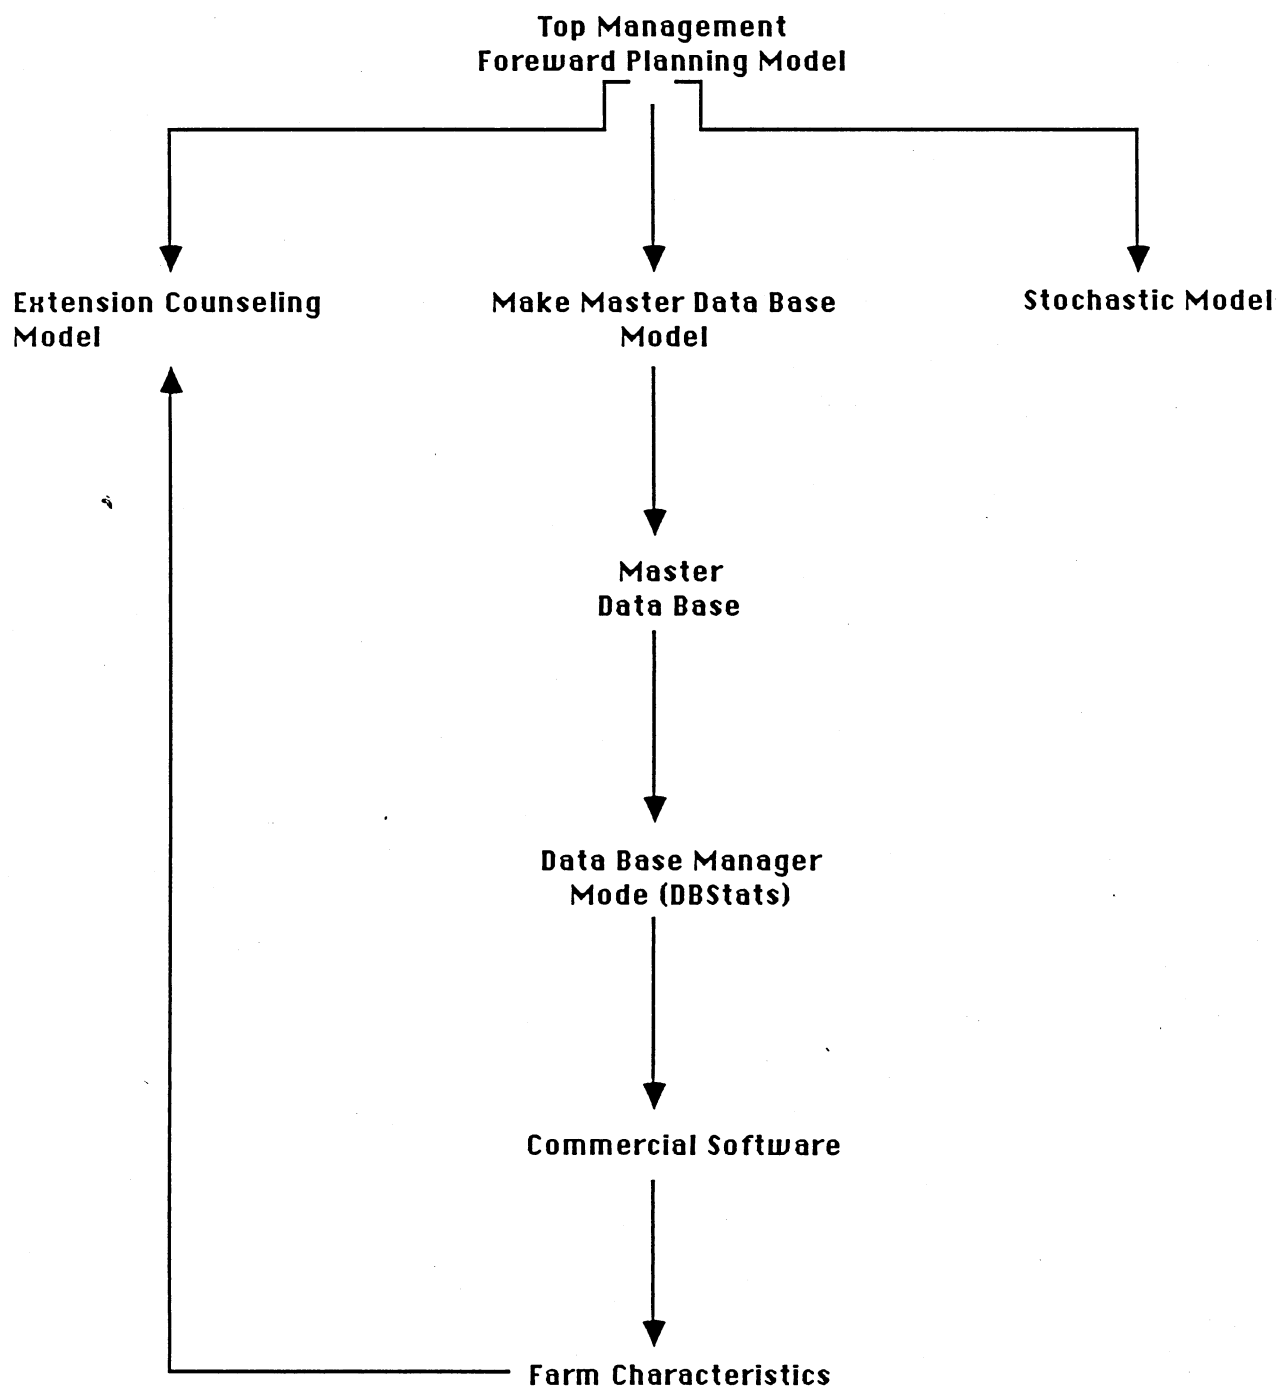 Top Management
Foreward Planning Model
Extension Counseling
Model
Make Master Data Base
Model
Stochastic Model
Master
Data Base
Data Base Manager
Mode (DBStats)
Commercial Software
Farm Characteristics